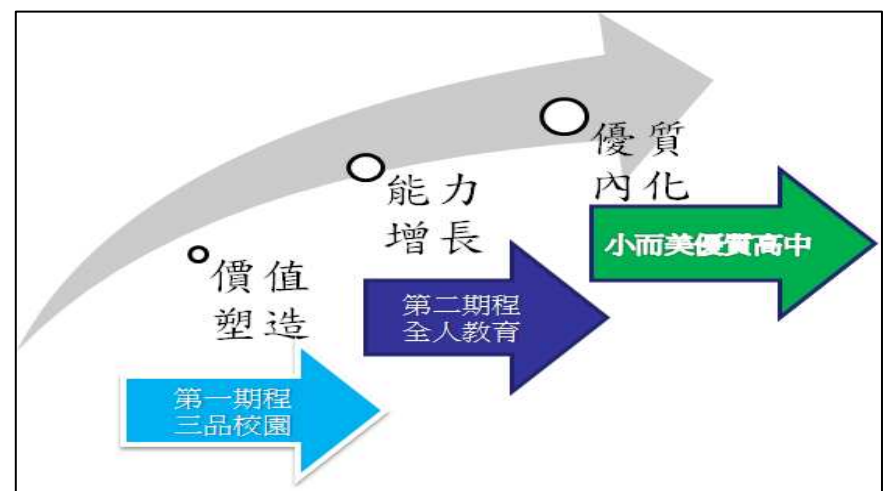 優質
內化
能力
增長
小而美優質高中
價值
塑造
第二期程
全人教育
第一期程
三品校園